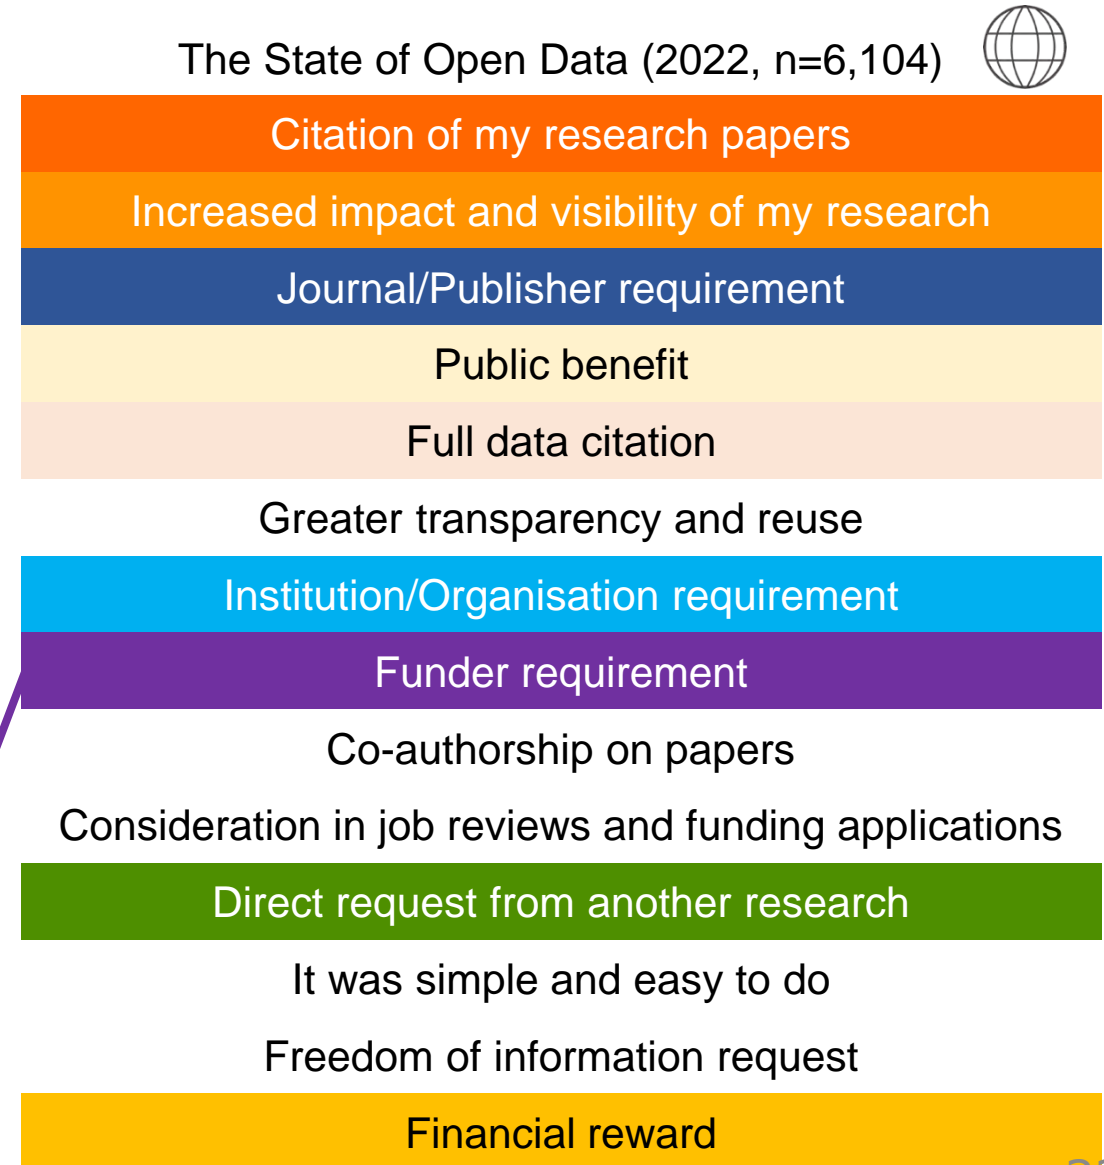 The State of Open Data (2022, n=6,104)
Citation of my research papers
Increased impact and visibility of my research
Journal/Publisher requirement
Public benefit
Full data citation
Greater transparency and reuse
Institution/Organisation requirement
Funder requirement
Co-authorship on papers
Consideration in job reviews and funding applications
Direct request from another research
It was simple and easy to do
Freedom of information request
Financial reward